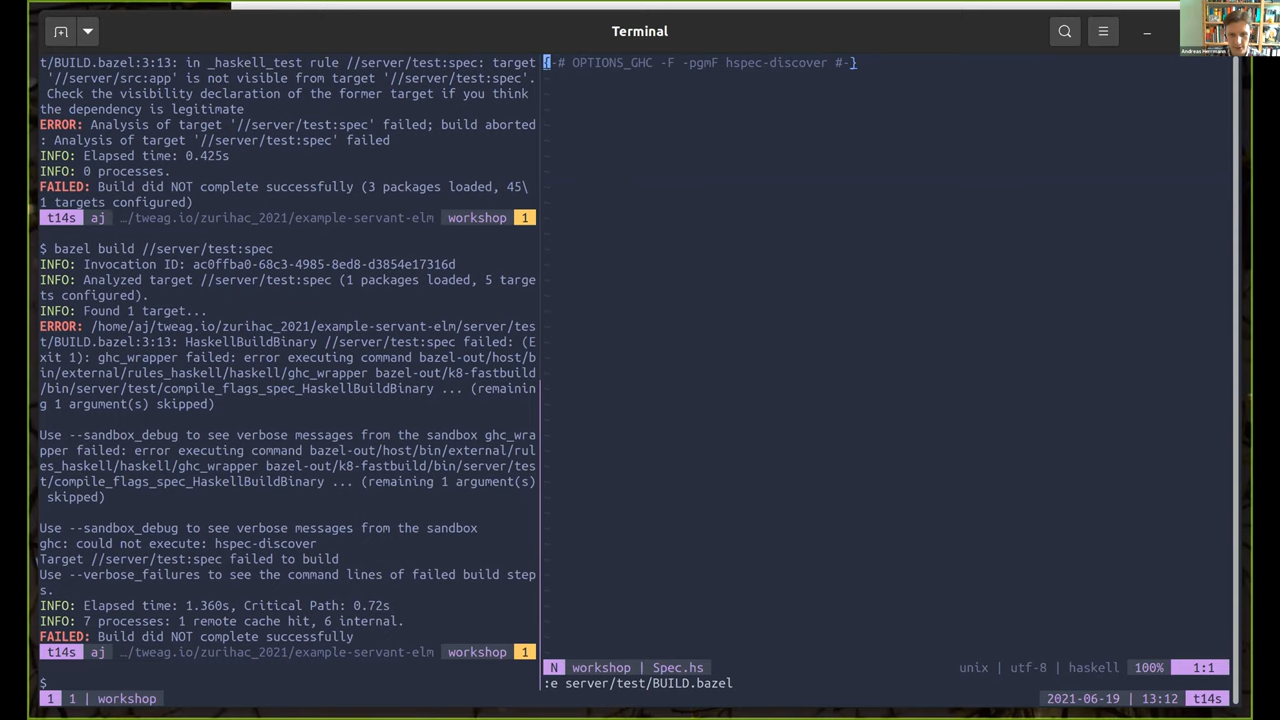 Terminal
Andreas Herrmann
t/BUILD.bazel:3:13: in _haskell_test rule //server/test:spec: target
'//server/src:app' is not visible from target '//server/test:spec'.
Check the visibility declaration of the former target if you think
the dependency is legitimate
ERROR: Analysis of target '//server/test:spec' failed; build aborted
: Analysis of target '//server/test:spec' failed
INFO: Elapsed time: 0.425s
INFO: 0 processes.
FAILED: Build did NOT complete successfully (3 packages loaded, 45\
1 targets configured)
t14s aj …/tweag.io/zurihac_2021/example-servant-elm workshop 1
$ bazel build //server/test:spec
INFO: Invocation ID: ac0ffba0-68c3-4985-8ed8-d3854e17316d
INFO: Analyzed target //server/test:spec (1 packages loaded, 5 targe
ts configured).
INFO: Found 1 target...
ERROR: /home/aj/tweag.io/zurihac_2021/example-servant-elm/server/tes
t/BUILD.bazel:3:13: HaskellBuildBinary //server/test:spec failed: (E
xit 1): ghc_wrapper failed: error executing command bazel-out/host/b
in/external/rules_haskell/haskell/ghc_wrapper bazel-out/k8-fastbuild
/bin/server/test/compile_flags_spec_HaskellBuildBinary ... (remainin
g 1 argument(s) skipped)
Use --sandbox_debug to see verbose messages from the sandbox ghc_wra
pper failed: error executing command bazel-out/host/bin/external/rul
es_haskell/haskell/ghc_wrapper bazel-out/k8-fastbuild/bin/server/tes
t/compile_flags_spec_HaskellBuildBinary ... (remaining 1 argument(s)
skipped)
Use --sandbox_debug to see verbose messages from the sandbox
ghc: could not execute: hspec-discover
Target //server/test:spec failed to build
Use --verbose_failures to see the command lines of failed build step
s.
INFO: Elapsed time: 1.360s, Critical Path: 0.72s
INFO: 7 processes: 1 remote cache hit, 6 internal.
FAILED: Build did NOT complete successfully
t14s aj …/tweag.io/zurihac_2021/example-servant-elm workshop 1
$
{-# OPTIONS_GHC -F -pgmF hspec-discover #-}
N workshop | Spec.hs unix | utf-8 | haskell 100% 1:1
:e server/test/BUILD.bazel
1 1 | workshop 2021-06-19 | 13:12 t14s